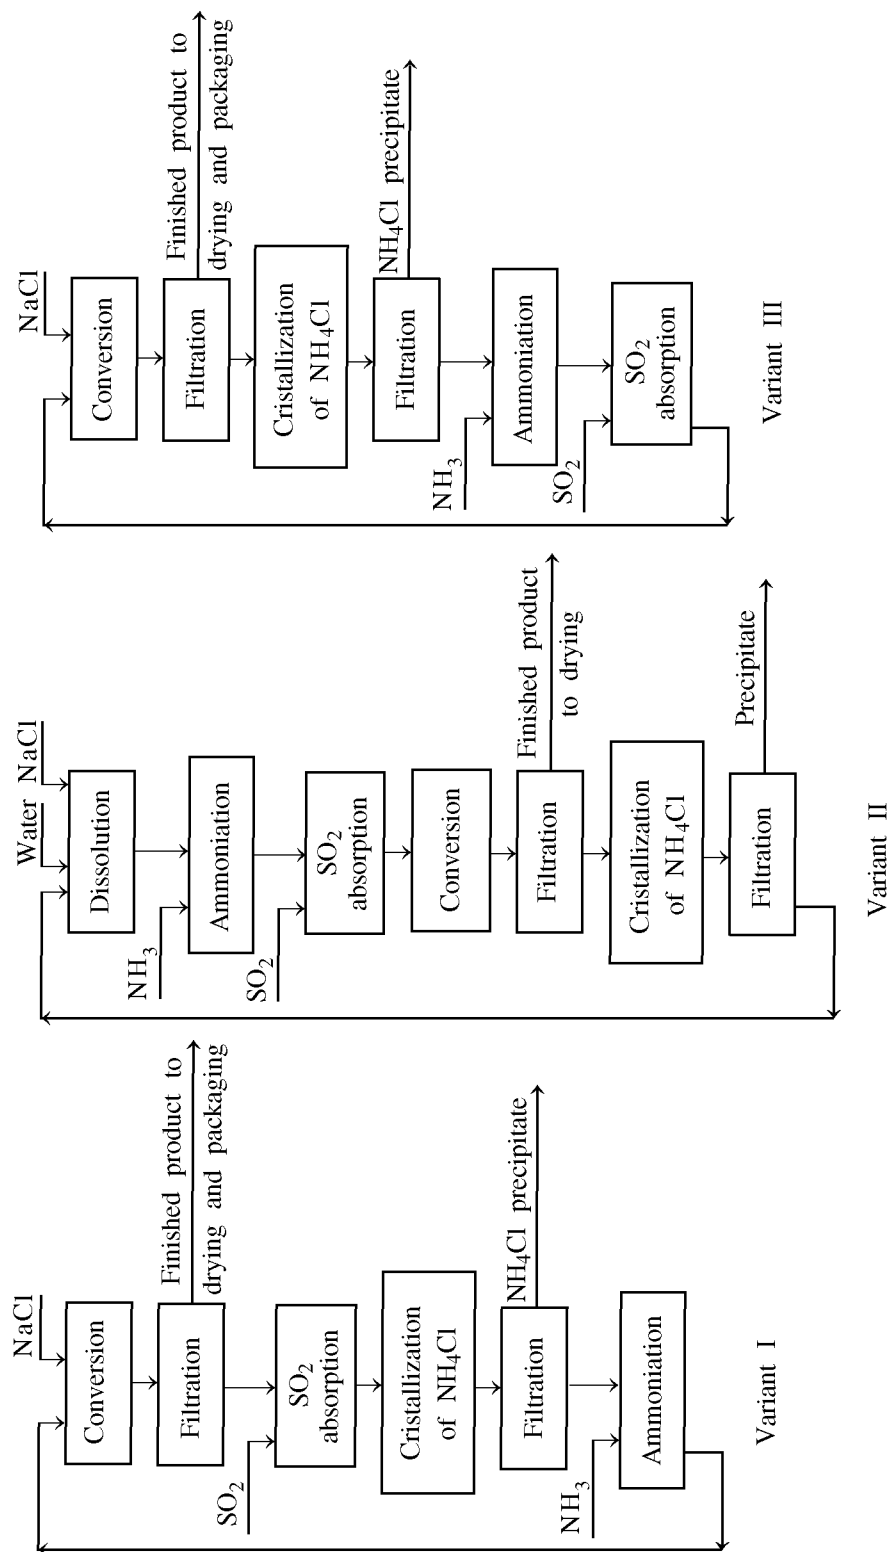 NaCl
Conversion
Filtration
Finished product to
drying and packaging
SO2
SO2
absorption
Cristallization
of NH4Cl
Filtration
NH4Cl precipitate
NH3
Ammoniation
Variant I
Water
NaCl
Dissolution
NH3
Ammoniation
SO2
SO2
absorption
Conversion
Filtration
Finished product
to drying
Cristallization
of NH4Cl
Filtration
Precipitate
Variant II
NaCl
Conversion
Filtration
Finished product to
drying and packaging
Cristallization
of NH4Cl
Filtration
NH4Cl precipitate
NH3
Ammoniation
SO2
SO2
absorption
Variant III